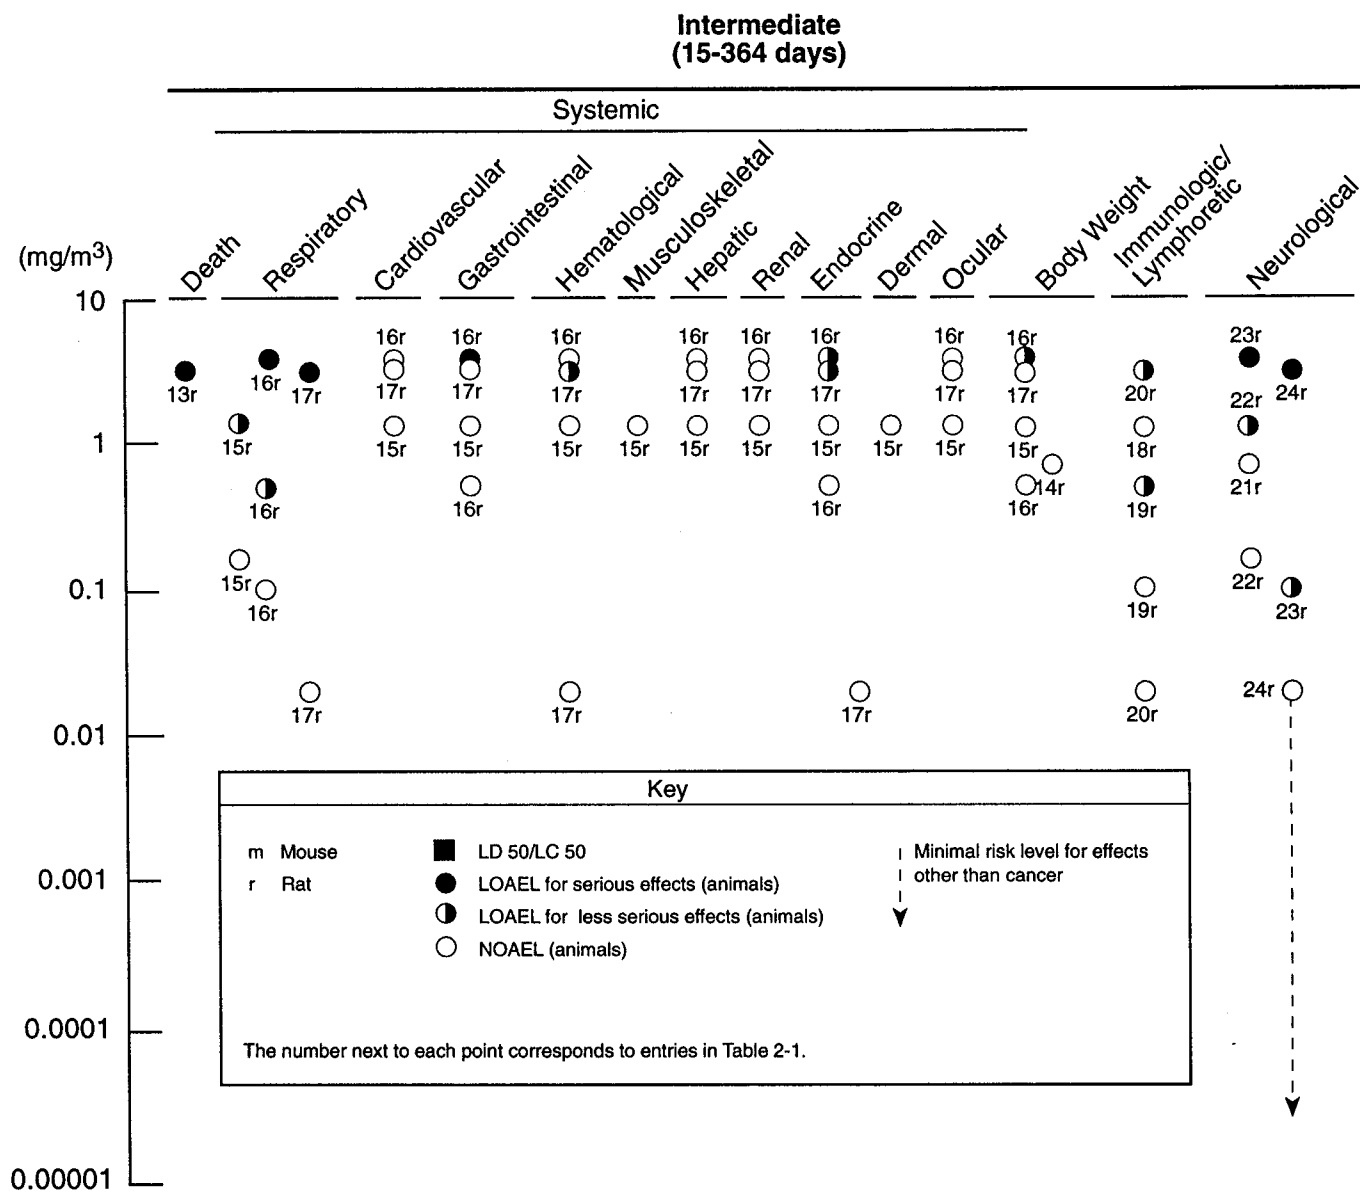 Intermediate
(15-364 days)
Systemic
(mg/m3)
Death
Respiratory
Cardiovascular
Gastrointestinal
Hematological
Musculoskeletal
Hepatic
Renal
Endocrine
Dermal
Ocular
Body Weight
Immunologic/
Lymphoretic
Neurological
10
16r 16r 16r 16r 16r 16r 16r 16r 23r
13r 16r 17r 17r 17r 17r 17r 17r 17r 17r 17r 20r 24r
22r
1
15r 15r 15r 15r 15r 15r 15r 15r 15r 15r 15r 18r
14r 21r
16r 16r 16r 16r 19r
0.1
15r 22r
16r 19r 23r
24r
17r 17r 17r 20r
0.01
Key
m Mouse
LD 50/LC 50
Minimal risk level for effects
other than cancer
r Rat
LOAEL for serious effects (animals)
LOAEL for less serious effects (animals)
NOAEL (animals)
The number next to each point corresponds to entries in Table 2-1.
0.001
0.0001
0.00001